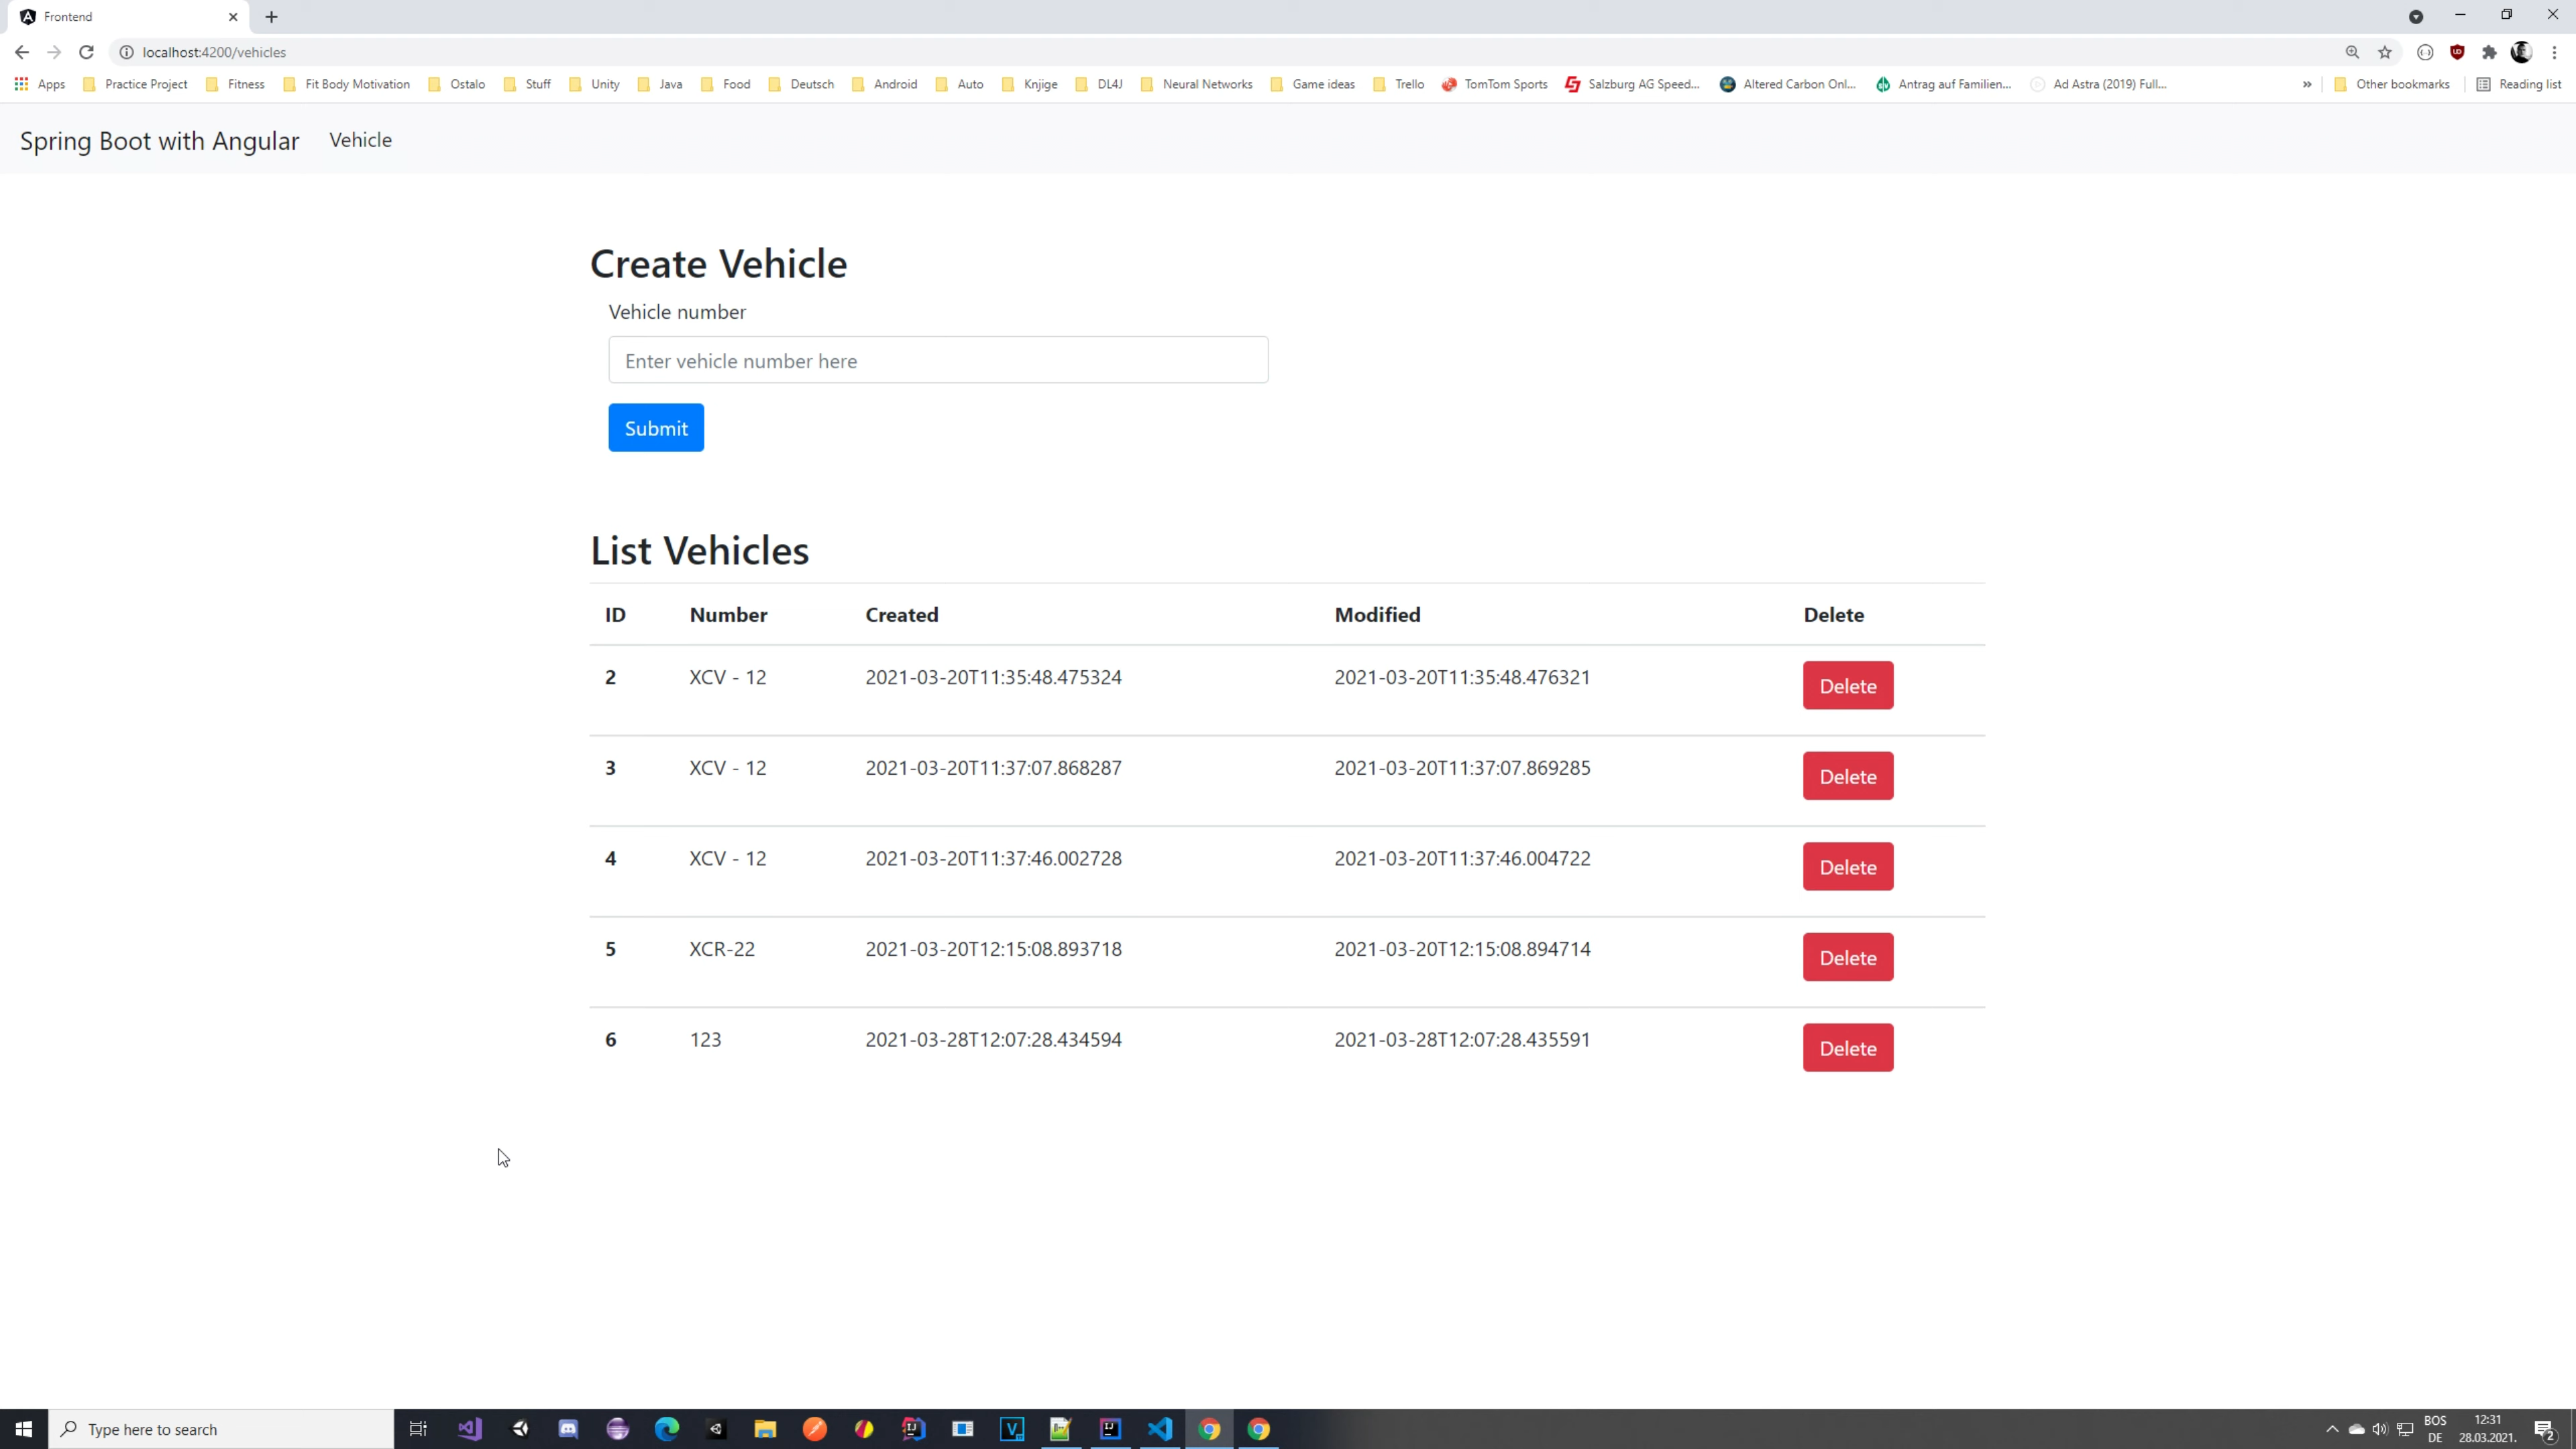 Frontend
localhost:4200/vehicles
Apps Practice Project Fitness Fit Body Motivation Ostalo Stuff Unity Java Food Deutsch Android Auto Knjige DL4J Neural Networks Game ideas Trello TomTom Sports Salzburg AG Speed... Altered Carbon Onl... Antrag auf Familien... Ad Astra (2019) Full... » Other bookmarks Reading list
Spring Boot with Angular Vehicle
Create Vehicle
Vehicle number
Enter vehicle number here
Submit
List Vehicles
ID Number Created Modified Delete
2 XCV - 12 2021-03-20T11:35:48.475324 2021-03-20T11:35:48.476321 Delete
3 XCV - 12 2021-03-20T11:37:07.868287 2021-03-20T11:37:07.869285 Delete
4 XCV - 12 2021-03-20T11:37:46.002728 2021-03-20T11:37:46.004722 Delete
5 XCR-22 2021-03-20T12:15:08.893718 2021-03-20T12:15:08.894714 Delete
6 123 2021-03-28T12:07:28.434594 2021-03-28T12:07:28.435591 Delete
Type here to search
BOS 12:31
DE 28.03.2021. 2